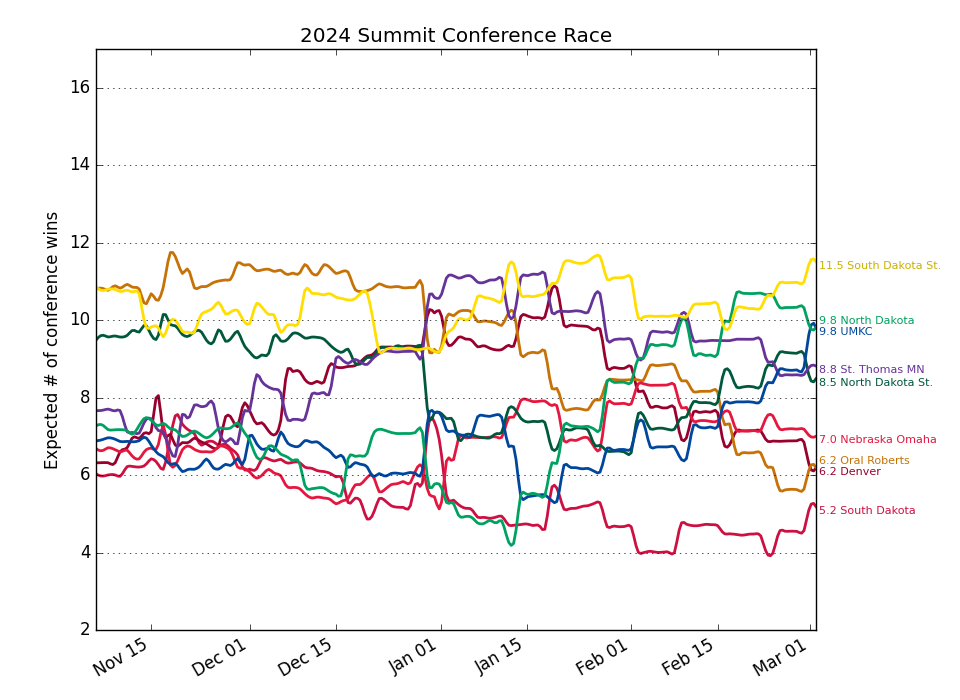 2024 Summit Conference Race
Expected # of conference wins
16
14
12
10
8
6
4
2
11.5 South Dakota St.
9.8 North Dakota
9.8 UMKC
8.8 St. Thomas MN
8.5 North Dakota St.
7.0 Nebraska Omaha
6.2 Oral Roberts
6.2 Denver
5.2 South Dakota
Nov 15
Dec 01
Dec 15
Jan 01
Jan 15
Feb 01
Feb 15
Mar 01